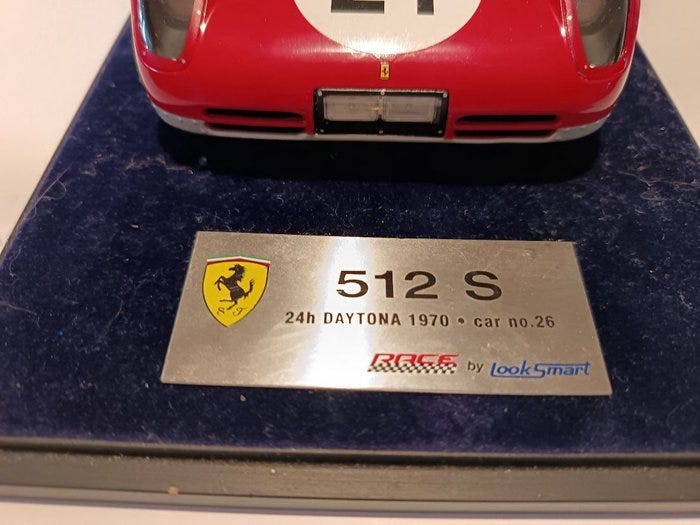 S F
512 S
24h DAYTONA 1970 • car no.26
RACE by LookSmart